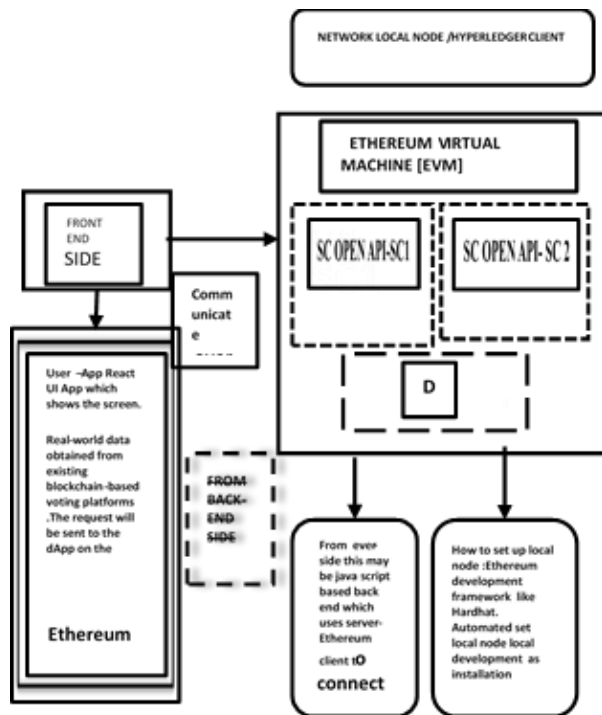 NETWORK LOCAL NODE /HYPERLEDGER CLIENT
ETHEREUM VIRTUAL
MACHINE [EVM]
FRONT
END
SIDE
SC OPEN API-SC1
SC OPEN API- SC 2
Comm
unicat
e
D
User –App React
UI App which
shows the screen.
Real-world data
obtained from
existing
blockchain-based
voting platforms
.The request will
be sent to the
dApp on the
Ethereum
FROM
BACK-
END
SIDE
From ever
side this may
be java script
based back
end which
uses server-
Ethereum
client tO
connect
How to set up local
node :Ethereum
development
framework like
Hardhat.
Automated set
local node local
development as
installation